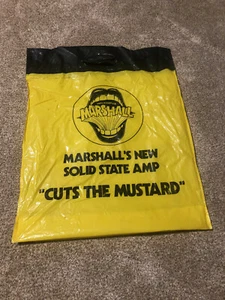 MARSHALL
MARSHALL'S NEW
SOLID STATE AMP
"CUTS THE MUSTARD"